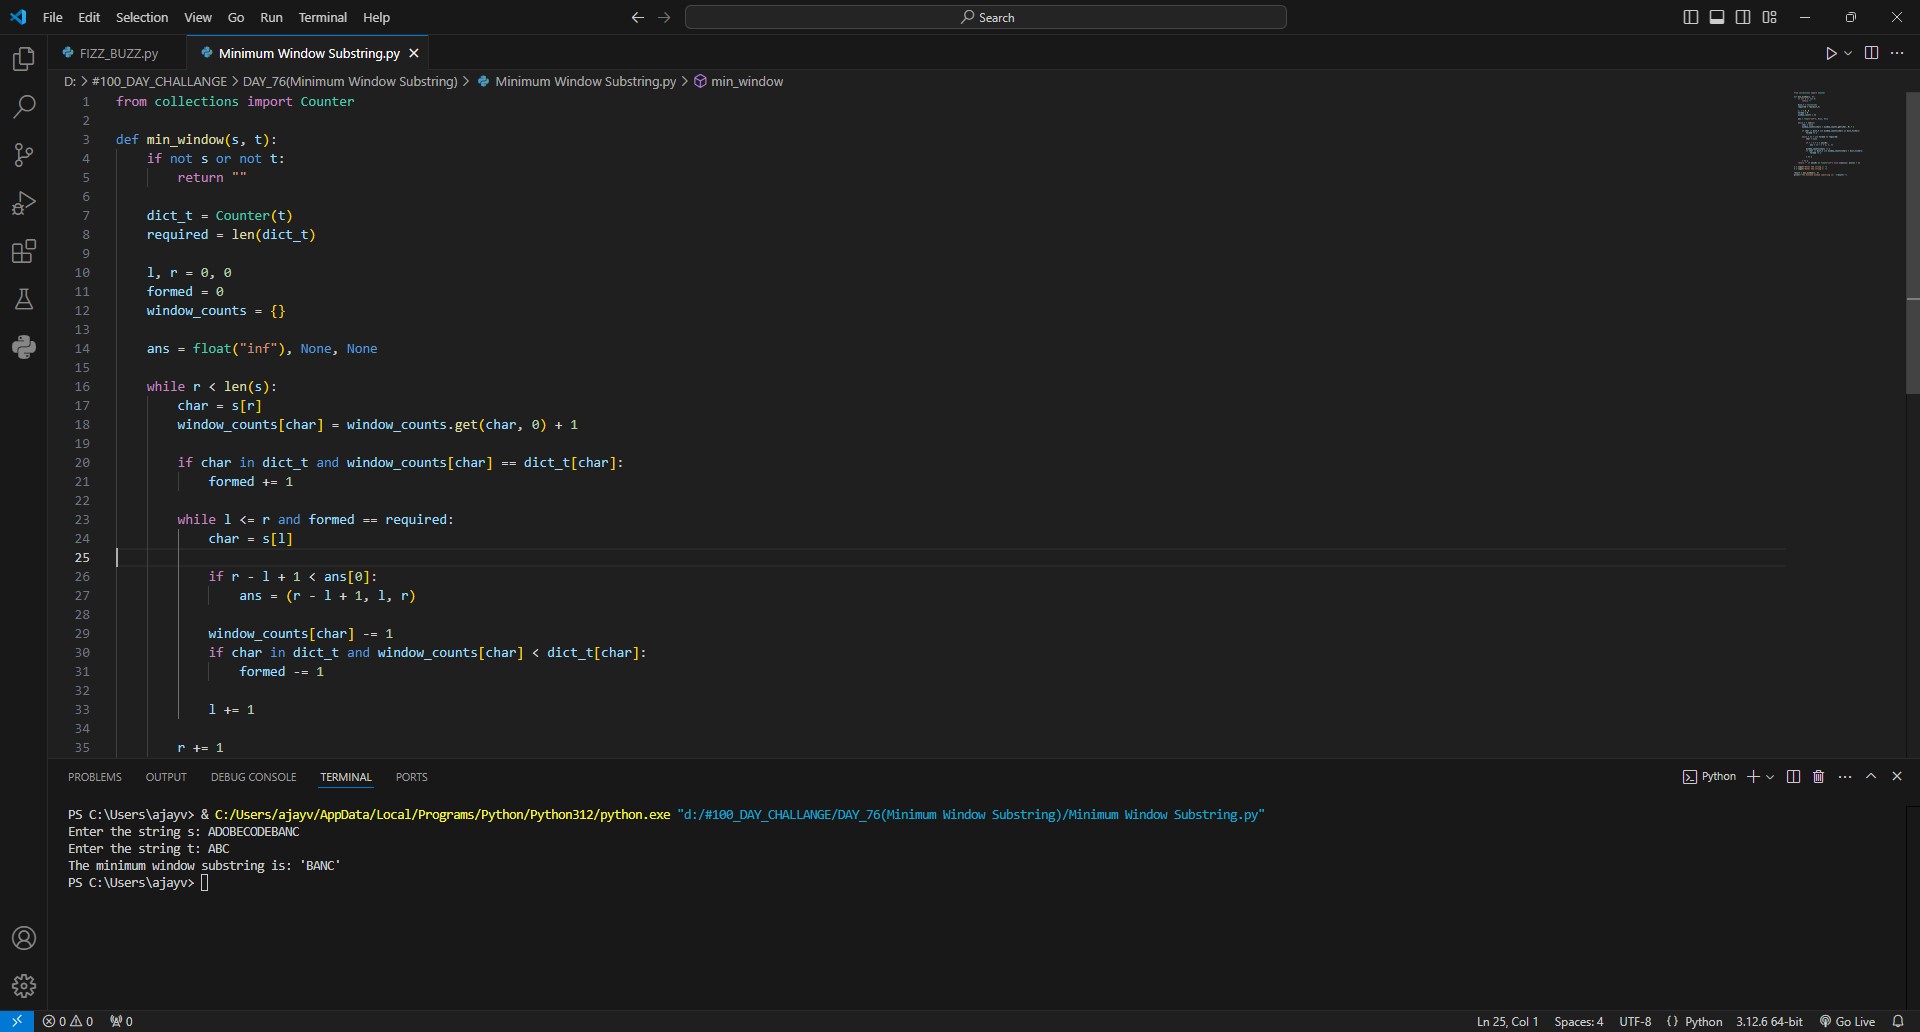 File Edit Selection View Go Run Terminal Help
Search
FIZZ_BUZZ.py
Minimum Window Substring.py
D: > #100_DAY_CHALLANGE > DAY_76(Minimum Window Substring) > Minimum Window Substring.py > min_window
1 from collections import Counter
2
3 def min_window(s, t):
4 if not s or not t:
5 return ""
6
7 dict_t = Counter(t)
8 required = len(dict_t)
9
10 l, r = 0, 0
11 formed = 0
12 window_counts = {}
13
14 ans = float("inf"), None, None
15
16 while r < len(s):
17 char = s[r]
18 window_counts[char] = window_counts.get(char, 0) + 1
19
20 if char in dict_t and window_counts[char] == dict_t[char]:
21 formed += 1
22
23 while l <= r and formed == required:
24 char = s[l]
25
26 if r - l + 1 < ans[0]:
27 ans = (r - l + 1, l, r)
28
29 window_counts[char] -= 1
30 if char in dict_t and window_counts[char] < dict_t[char]:
31 formed -= 1
32
33 l += 1
34
35 r += 1
PROBLEMS OUTPUT DEBUG CONSOLE TERMINAL PORTS
Python
PS C:\Users\ajayv> & C:/Users/ajayv/AppData/Local/Programs/Python/Python312/python.exe "d:/#100_DAY_CHALLANGE/DAY_76(Minimum Window Substring)/Minimum Window Substring.py"
Enter the string s: ADOBECODEBANC
Enter the string t: ABC
The minimum window substring is: 'BANC'
PS C:\Users\ajayv>
0 0 0
Ln 25, Col 1 Spaces: 4 UTF-8 {} Python 3.12.6 64-bit Go Live